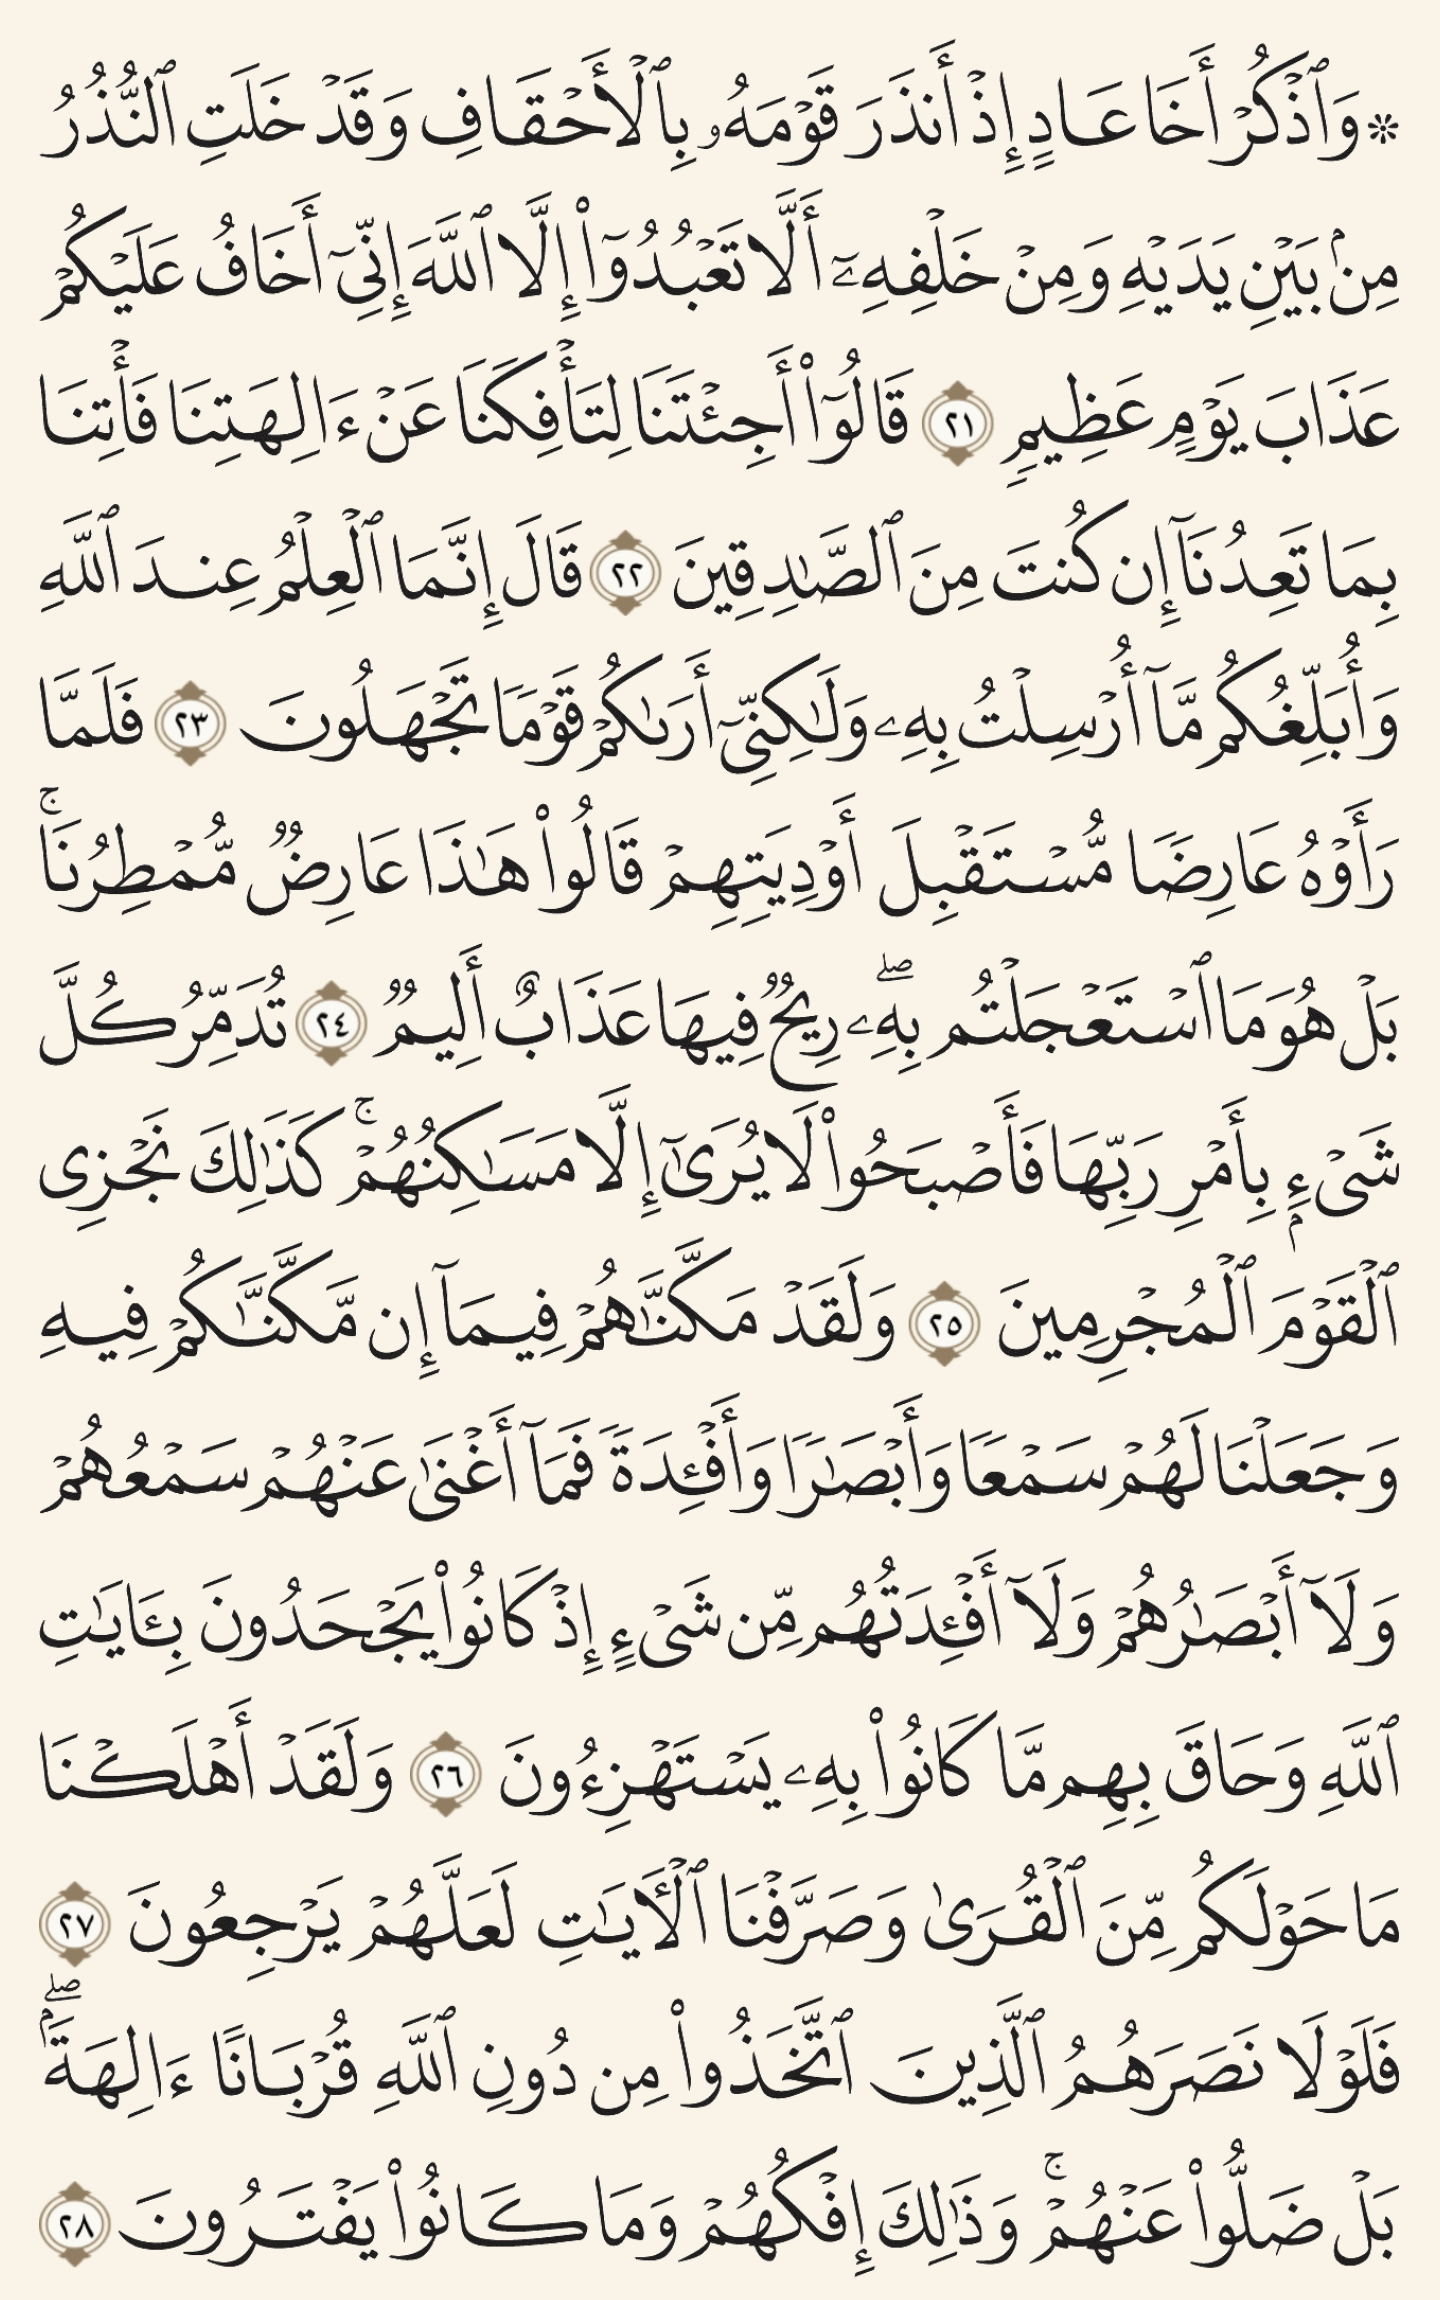 ۞ وَٱذْكُرْ أَخَا عَادٍ إِذْ أَنذَرَ قَوْمَهُۥ بِٱلْأَحْقَافِ وَقَدْ خَلَتِ ٱلنُّذُرُ
مِنۢ بَيْنِ يَدَيْهِ وَمِنْ خَلْفِهِۦٓ أَلَّا تَعْبُدُوٓا۟ إِلَّا ٱللَّهَ إِنِّىٓ أَخَافُ عَلَيْكُمْ
عَذَابَ يَوْمٍ عَظِيمٍ ٢١ قَالُوٓا۟ أَجِئْتَنَا لِتَأْفِكَنَا عَنْ ءَالِهَتِنَا فَأْتِنَا
بِمَا تَعِدُنَآ إِن كُنتَ مِنَ ٱلصَّٰدِقِينَ ٢٢ قَالَ إِنَّمَا ٱلْعِلْمُ عِندَ ٱللَّهِ
وَأُبَلِّغُكُم مَّآ أُرْسِلْتُ بِهِۦ وَلَٰكِنِّىٓ أَرَىٰكُمْ قَوْمًا تَجْهَلُونَ ٢٣ فَلَمَّا
رَأَوْهُ عَارِضًا مُّسْتَقْبِلَ أَوْدِيَتِهِمْ قَالُوا۟ هَٰذَا عَارِضٌ مُّمْطِرُنَا ۚ
بَلْ هُوَ مَا ٱسْتَعْجَلْتُم بِهِۦ ۖ رِيحٌ فِيهَا عَذَابٌ أَلِيمٌ ٢٤ تُدَمِّرُ كُلَّ
شَىْءٍۭ بِأَمْرِ رَبِّهَا فَأَصْبَحُوا۟ لَا يُرَىٰٓ إِلَّا مَسَٰكِنُهُمْ ۚ كَذَٰلِكَ نَجْزِى
ٱلْقَوْمَ ٱلْمُجْرِمِينَ ٢٥ وَلَقَدْ مَكَّنَّٰهُمْ فِيمَآ إِن مَّكَّنَّٰكُمْ فِيهِ
وَجَعَلْنَا لَهُمْ سَمْعًا وَأَبْصَٰرًا وَأَفْـِٔدَةً فَمَآ أَغْنَىٰ عَنْهُمْ سَمْعُهُمْ
وَلَآ أَبْصَٰرُهُمْ وَلَآ أَفْـِٔدَتُهُم مِّن شَىْءٍ إِذْ كَانُوا۟ يَجْحَدُونَ بِـَٔايَٰتِ
ٱللَّهِ وَحَاقَ بِهِم مَّا كَانُوا۟ بِهِۦ يَسْتَهْزِءُونَ ٢٦ وَلَقَدْ أَهْلَكْنَا
مَا حَوْلَكُم مِّنَ ٱلْقُرَىٰ وَصَرَّفْنَا ٱلْـَٔايَٰتِ لَعَلَّهُمْ يَرْجِعُونَ ٢٧
فَلَوْلَا نَصَرَهُمُ ٱلَّذِينَ ٱتَّخَذُوا۟ مِن دُونِ ٱللَّهِ قُرْبَانًا ءَالِهَةًۢ ۖ
بَلْ ضَلُّوا۟ عَنْهُمْ ۚ وَذَٰلِكَ إِفْكُهُمْ وَمَا كَانُوا۟ يَفْتَرُونَ ٢٨